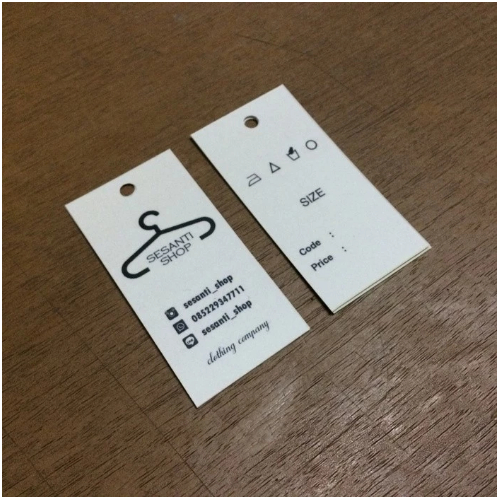 SESANTI
SHOP
sesanti_shop
085229347711
sesanti_shop
clothing company
SIZE
Code :
Price :